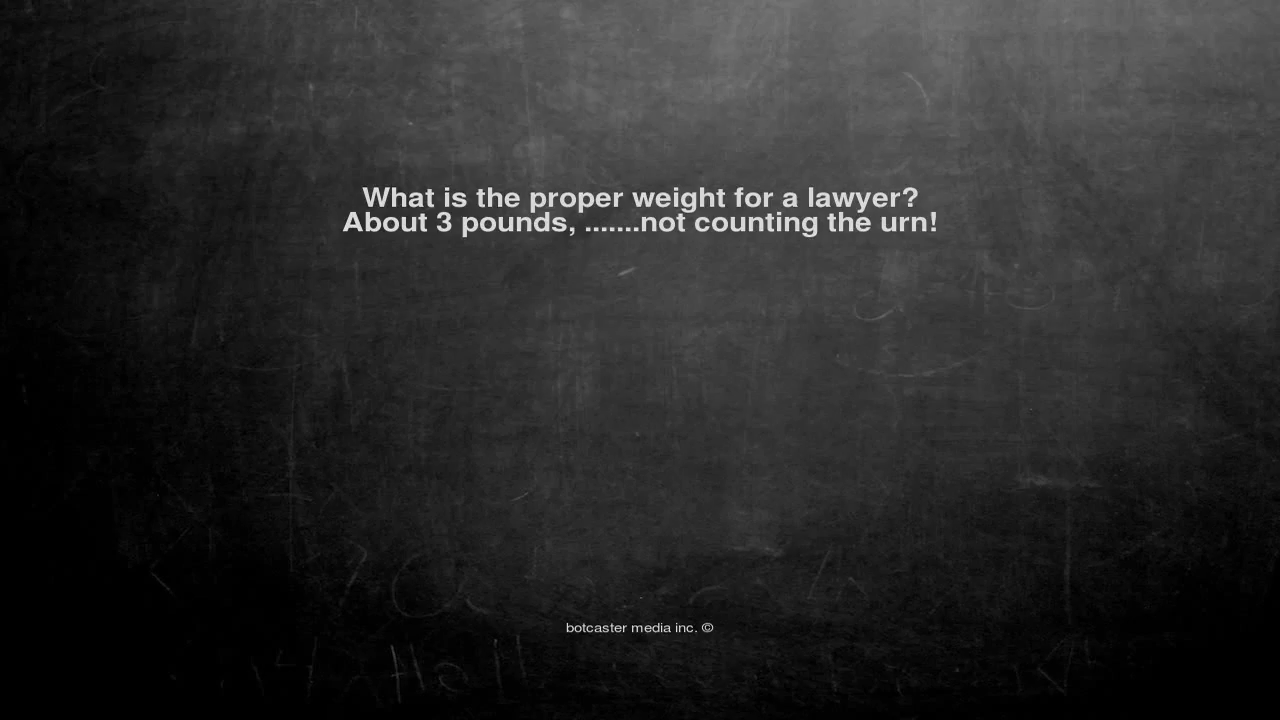 What is the proper weight for a lawyer?
About 3 pounds, .......not counting the urn!
botcaster media inc. ©